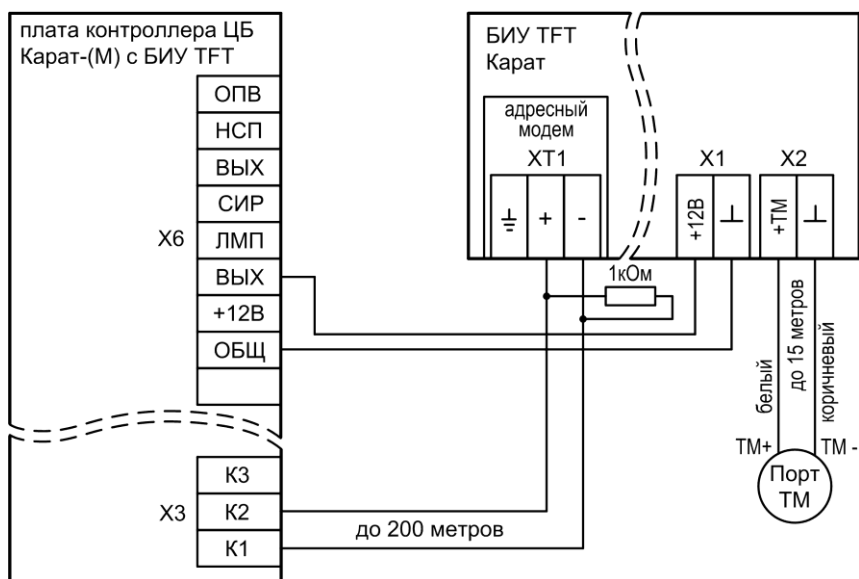 плата контроллера ЦБ
Карат-(М) с БИУ TFT
X6
ОПВ
НСП
ВЫХ
СИР
ЛМП
ВЫХ
+12В
ОБЩ
X3
К3
К2
К1
до 200 метров
БИУ TFT
Карат
адресный
модем
XT1
+
-
X1
+12В
X2
+ТМ
1кОм
белый
до 15 метров
коричневый
ТМ+
ТМ -
Порт
ТМ